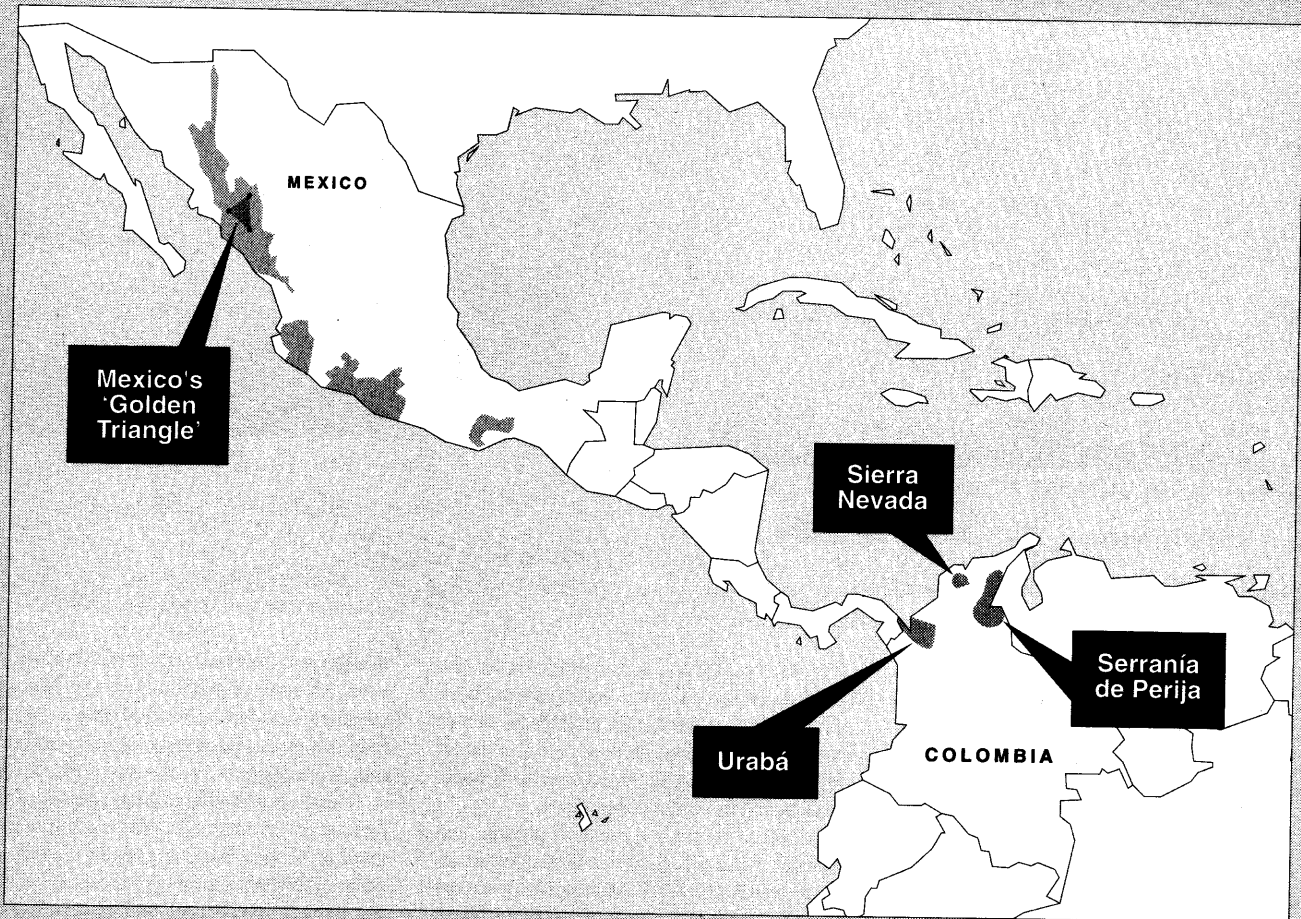 MEXICO
Mexico's
‘Golden
Triangle’
Sierra
Nevada
Serranía
de Perija
Urabá
COLOMBIA